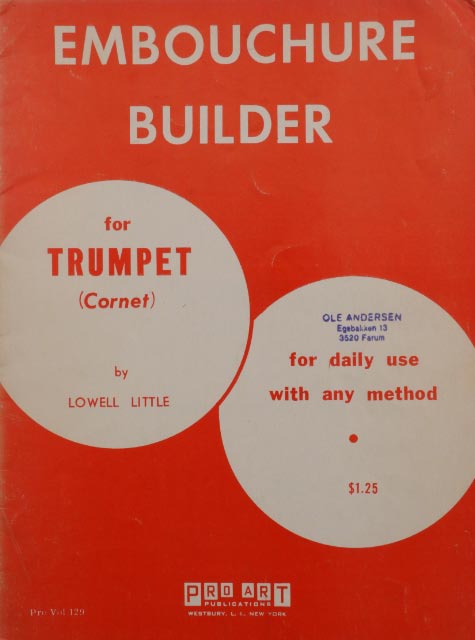 EMBOUCHURE
BUILDER
for
TRUMPET
(Cornet)
by
LOWELL LITTLE
OLE ANDERSEN
Egebakken 13
3520 Farum
for daily use
with any method
$1.25
PRO ART
PUBLICATIONS
WESTBURY, L. I., NEW YORK
Pro Vol 129